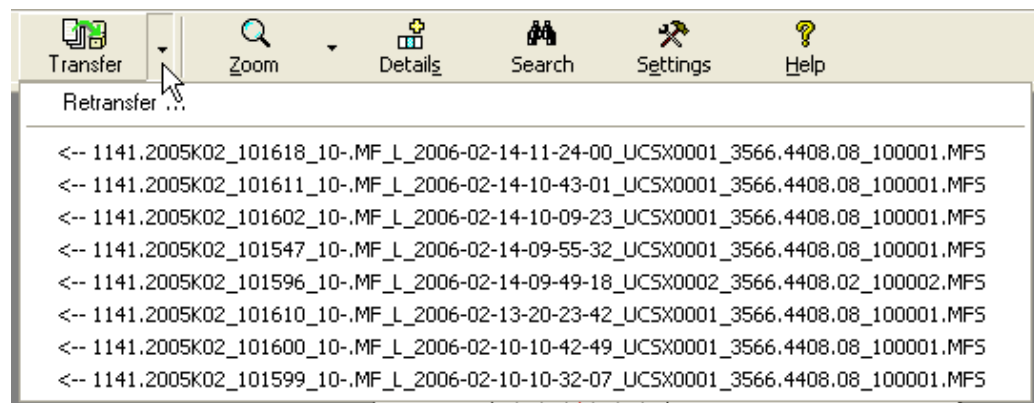 Transfer Zoom Details Search Settings Help
Retransfer ...
<-- 1141.2005K02_101618_10-.MF_L_2006-02-14-11-24-00_UCSX0001_3566.4408.08_100001.MFS
<-- 1141.2005K02_101611_10-.MF_L_2006-02-14-10-43-01_UCSX0001_3566.4408.08_100001.MFS
<-- 1141.2005K02_101602_10-.MF_L_2006-02-14-10-09-23_UCSX0001_3566.4408.08_100001.MFS
<-- 1141.2005K02_101547_10-.MF_L_2006-02-14-09-55-32_UCSX0001_3566.4408.08_100001.MFS
<-- 1141.2005K02_101596_10-.MF_L_2006-02-14-09-49-18_UCSX0002_3566.4408.02_100002.MFS
<-- 1141.2005K02_101610_10-.MF_L_2006-02-13-20-23-42_UCSX0001_3566.4408.08_100001.MFS
<-- 1141.2005K02_101600_10-.MF_L_2006-02-10-10-42-49_UCSX0001_3566.4408.08_100001.MFS
<-- 1141.2005K02_101599_10-.MF_L_2006-02-10-10-32-07_UCSX0001_3566.4408.08_100001.MFS